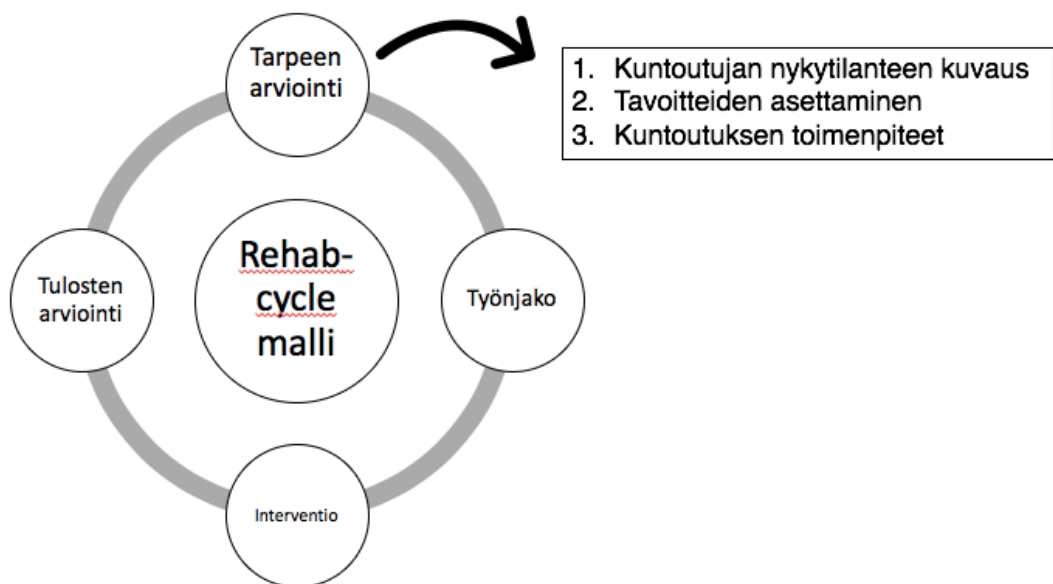 Tarpeen
arviointi
1. Kuntoutujan nykytilanteen kuvaus
2. Tavoitteiden asettaminen
3. Kuntoutuksen toimenpiteet
Rehab-
cycle
malli
Tulosten
arviointi
Työnjako
Interventio